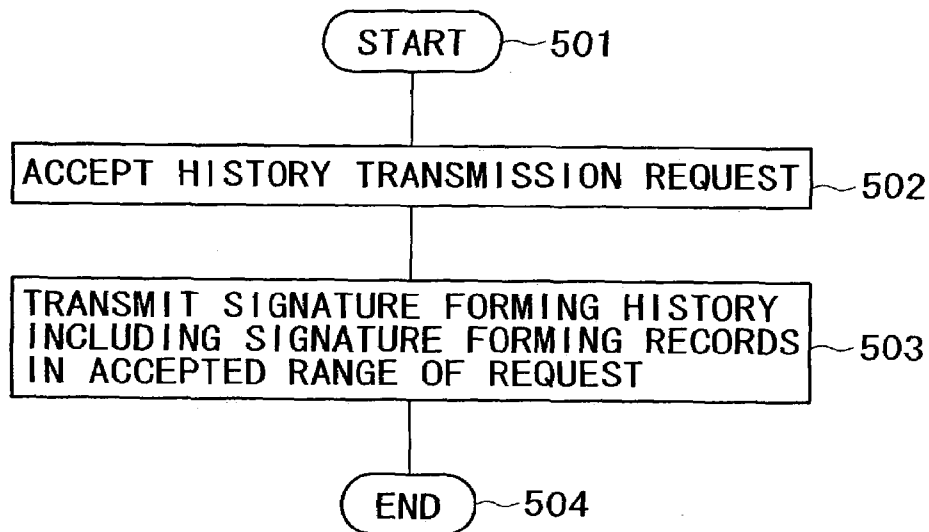 START
501
ACCEPT HISTORY TRANSMISSION REQUEST
502
TRANSMIT SIGNATURE FORMING HISTORY
INCLUDING SIGNATURE FORMING RECORDS
IN ACCEPTED RANGE OF REQUEST
503
END
504